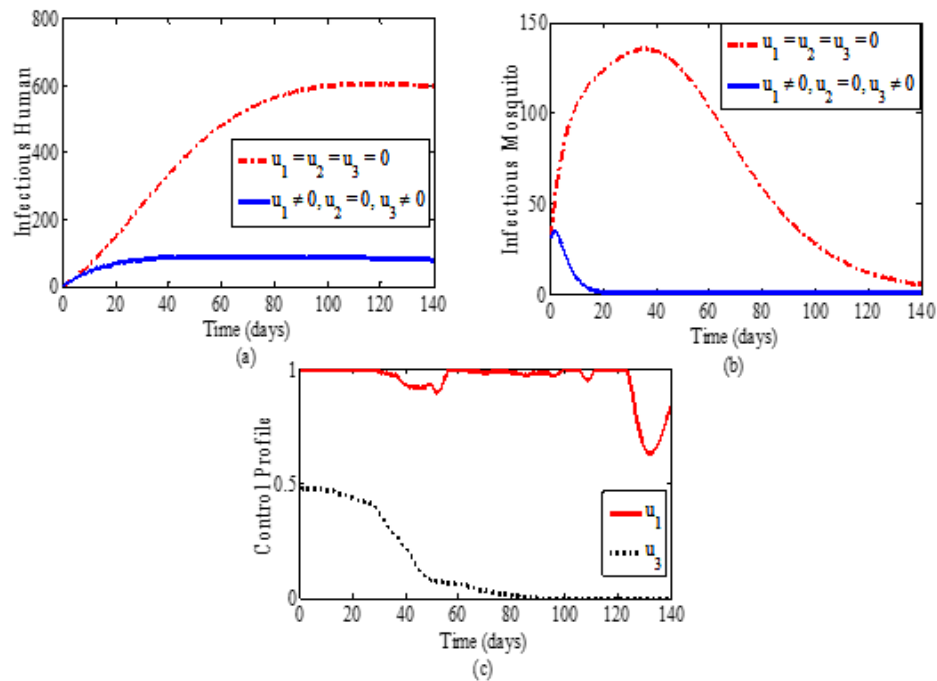 800
600
400
200
0
Infectious Human
u1 = u2 = u3 = 0
u1 ≠ 0, u2 = 0, u3 ≠ 0
0 20 40 60 80 100 120 140
Time (days)
(a)
150
100
50
0
Infectious Mosquito
u1 = u2 = u3 = 0
u1 ≠ 0, u2 = 0, u3 ≠ 0
0 20 40 60 80 100 120 140
Time (days)
(b)
1
0.5
0
Control Profile
u1
u3
0 20 40 60 80 100 120 140
Time (days)
(c)